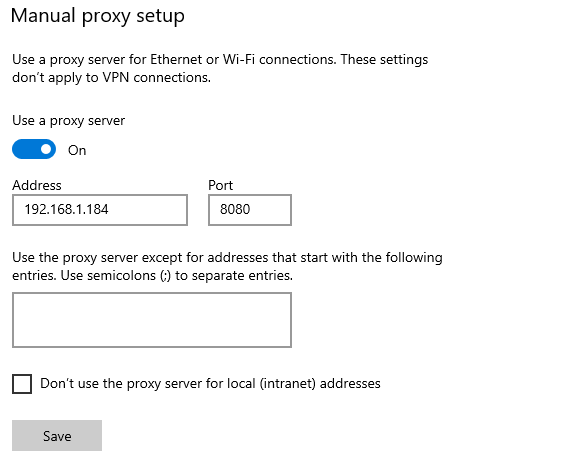 Manual proxy setup
Use a proxy server for Ethernet or Wi-Fi connections. These settings
don't apply to VPN connections.
Use a proxy server
On
Address Port
192.168.1.184 8080
Use the proxy server except for addresses that start with the following
entries. Use semicolons (;) to separate entries.
Don't use the proxy server for local (intranet) addresses
Save